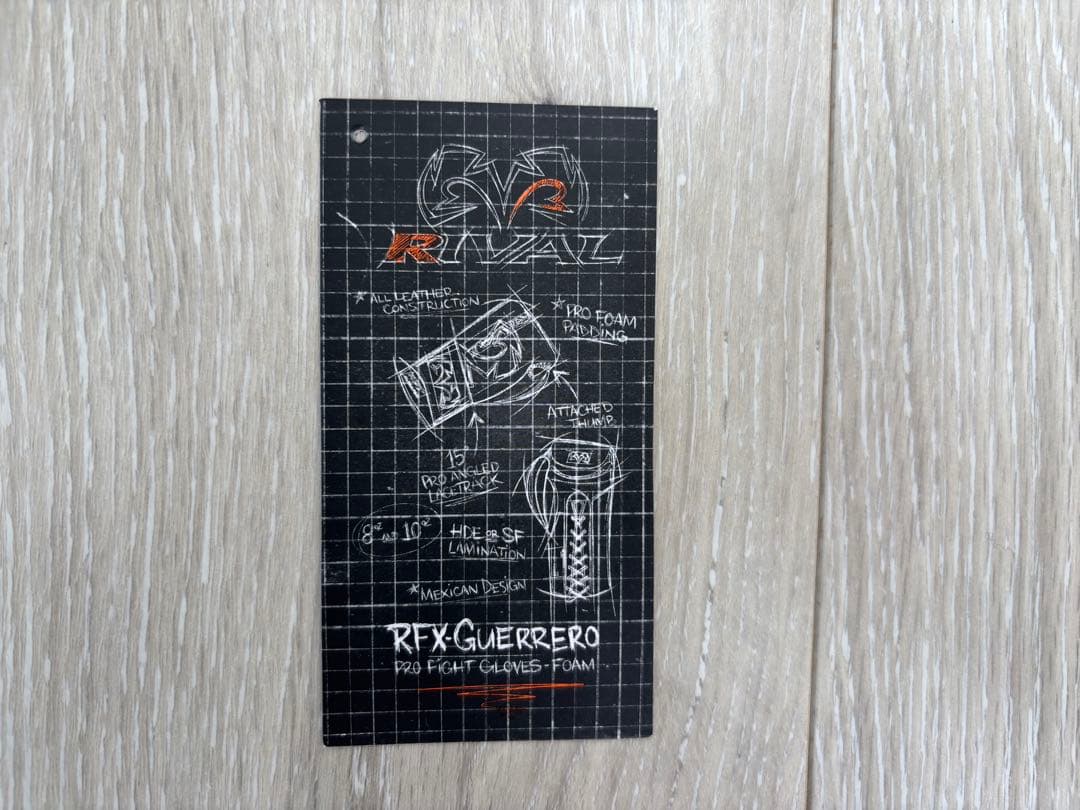 RIVAL
* ALL LEATHER
CONSTRUCTION
* PRO FOAM
PADDING
ATTACHED
THUMB
15°
PRO ANGLED
LACETRACK
8oz AND 10oz
HDE OR SF
LAMINATION
* MEXICAN DESIGN
RFX-GUERRERO
PRO FIGHT GLOVES - FOAM